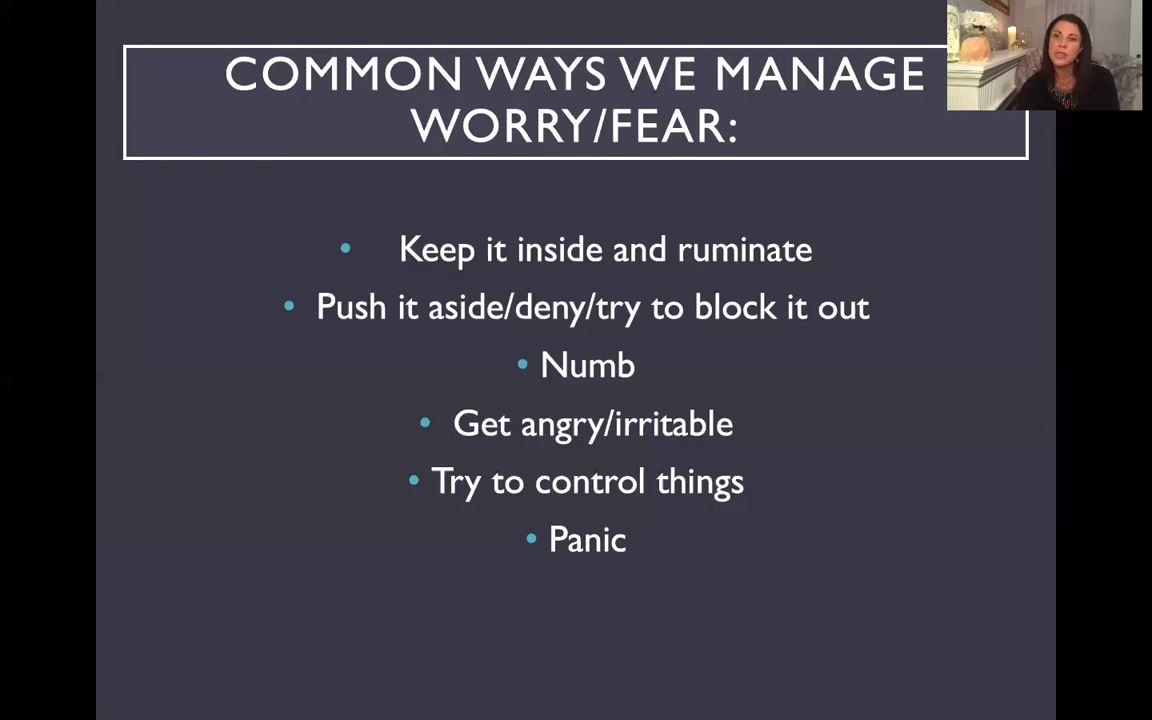 COMMON WAYS WE MANAGE
WORRY/FEAR:
• Keep it inside and ruminate
• Push it aside/deny/try to block it out
• Numb
• Get angry/irritable
• Try to control things
• Panic